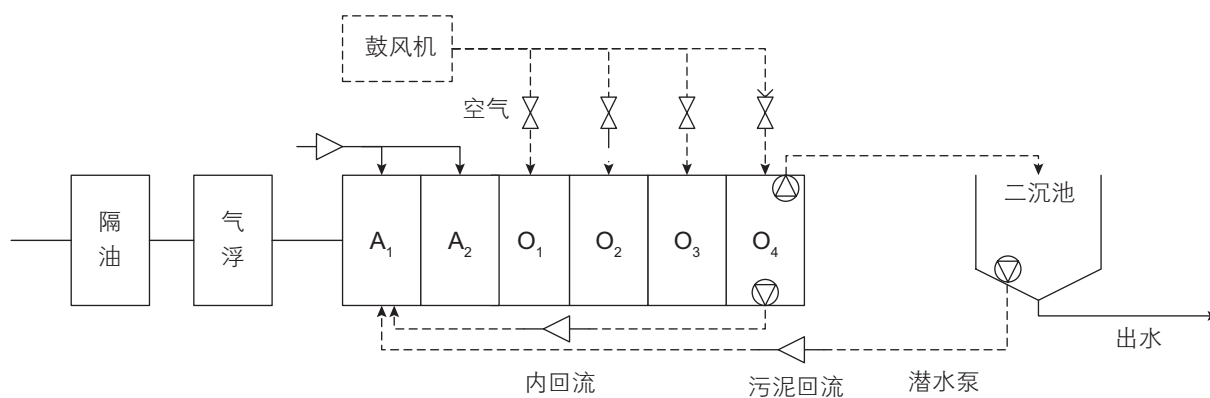 鼓风机
空气
隔油
气浮
A1
A2
O1
O2
O3
O4
二沉池
出水
内回流
污泥回流
潜水泵